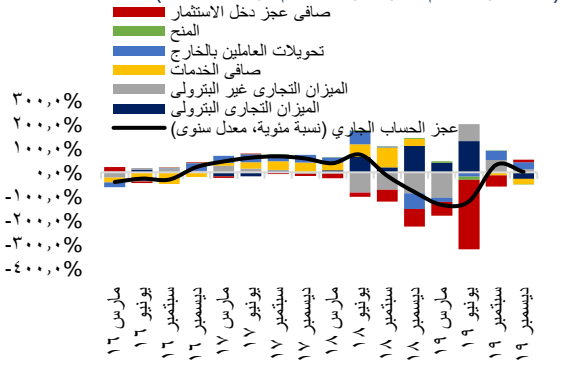 صافى عجز دخل الاستثمار
المنح
تحويلات العاملين بالخارج
صافى الخدمات
الميزان التجارى غير البترولى
الميزان التجارى البترولى
عجز الحساب الجاري (نسبة مئوية، معدل سنوى)
٣٠٠,٠%
٢٠٠,٠%
١٠٠,٠%
٠,٠%
-١٠٠,٠%
-٢٠٠,٠%
-٣٠٠,٠%
-٤٠٠,٠%
مارس ١٦
يونيو ١٦
سبتمبر ١٦
ديسمبر ١٦
مارس ١٧
يونيو ١٧
سبتمبر ١٧
ديسمبر ١٧
مارس ١٨
يونيو ١٨
سبتمبر ١٨
ديسمبر ١٨
مارس ١٩
يونيو ١٩
سبتمبر ١٩
ديسمبر ١٩